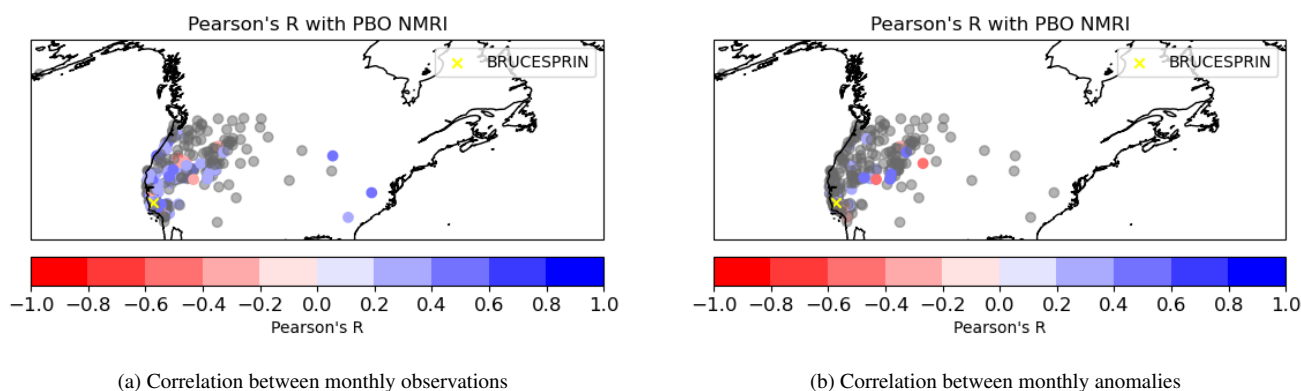 Pearson's R with PBO NMRI
BRUCESPRIN
−1.0 −0.8 −0.6 −0.4 −0.2 0.0 0.2 0.4 0.6 0.8 1.0
Pearson's R
(a) Correlation between monthly observations
Pearson's R with PBO NMRI
BRUCESPRIN
−1.0 −0.8 −0.6 −0.4 −0.2 0.0 0.2 0.4 0.6 0.8 1.0
Pearson's R
(b) Correlation between monthly anomalies